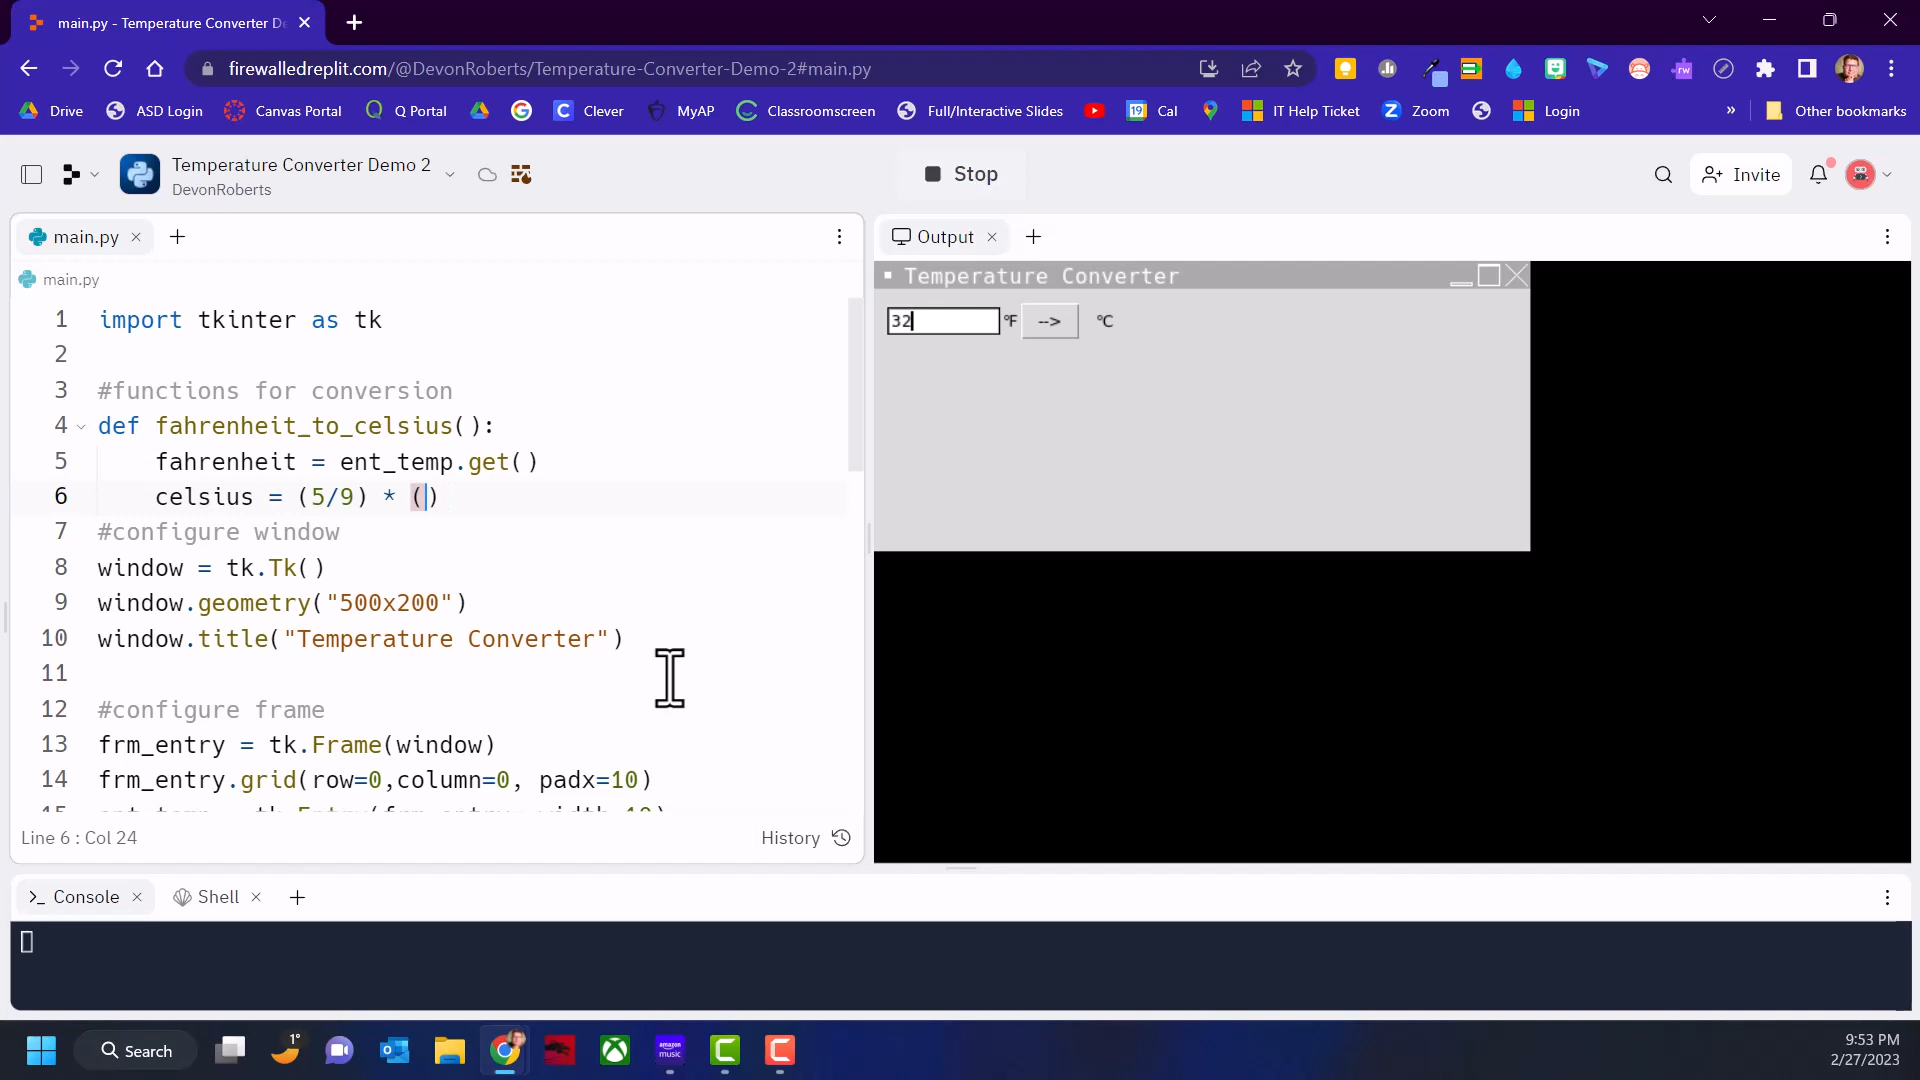 main.py - Temperature Converter De
firewalledreplit.com/@DevonRoberts/Temperature-Converter-Demo-2#main.py
Drive ASD Login Canvas Portal Q Portal Clever MyAP Classroomscreen Full/Interactive Slides 19 Cal IT Help Ticket Zoom Login » Other bookmarks
Temperature Converter Demo 2
DevonRoberts
Stop
Invite
main.py
Output
main.py
1 import tkinter as tk
2
3 #functions for conversion
4 def fahrenheit_to_celsius():
5 fahrenheit = ent_temp.get()
6 celsius = (5/9) * ()
7 #configure window
8 window = tk.Tk()
9 window.geometry("500x200")
10 window.title("Temperature Converter")
11
12 #configure frame
13 frm_entry = tk.Frame(window)
14 frm_entry.grid(row=0,column=0, padx=10)
Line 6 : Col 24
History
Temperature Converter
32 °F --> °C
Console
Shell
Search
1°
amazon music
9:53 PM
2/27/2023